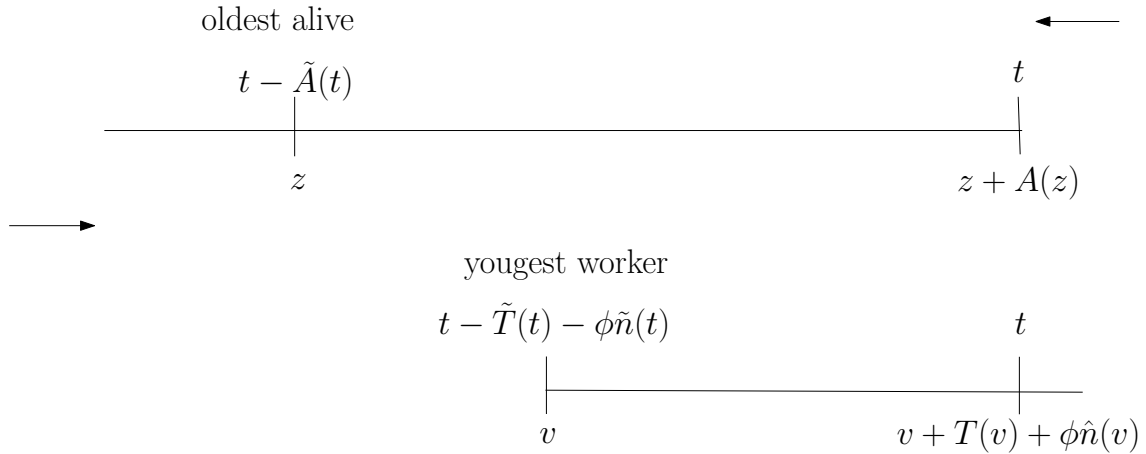 oldest alive
t − Ã(t)
t
z
z + A(z)
yougest worker
t − T̃(t) − ϕñ(t)
t
v
v + T(v) + ϕn̂(v)